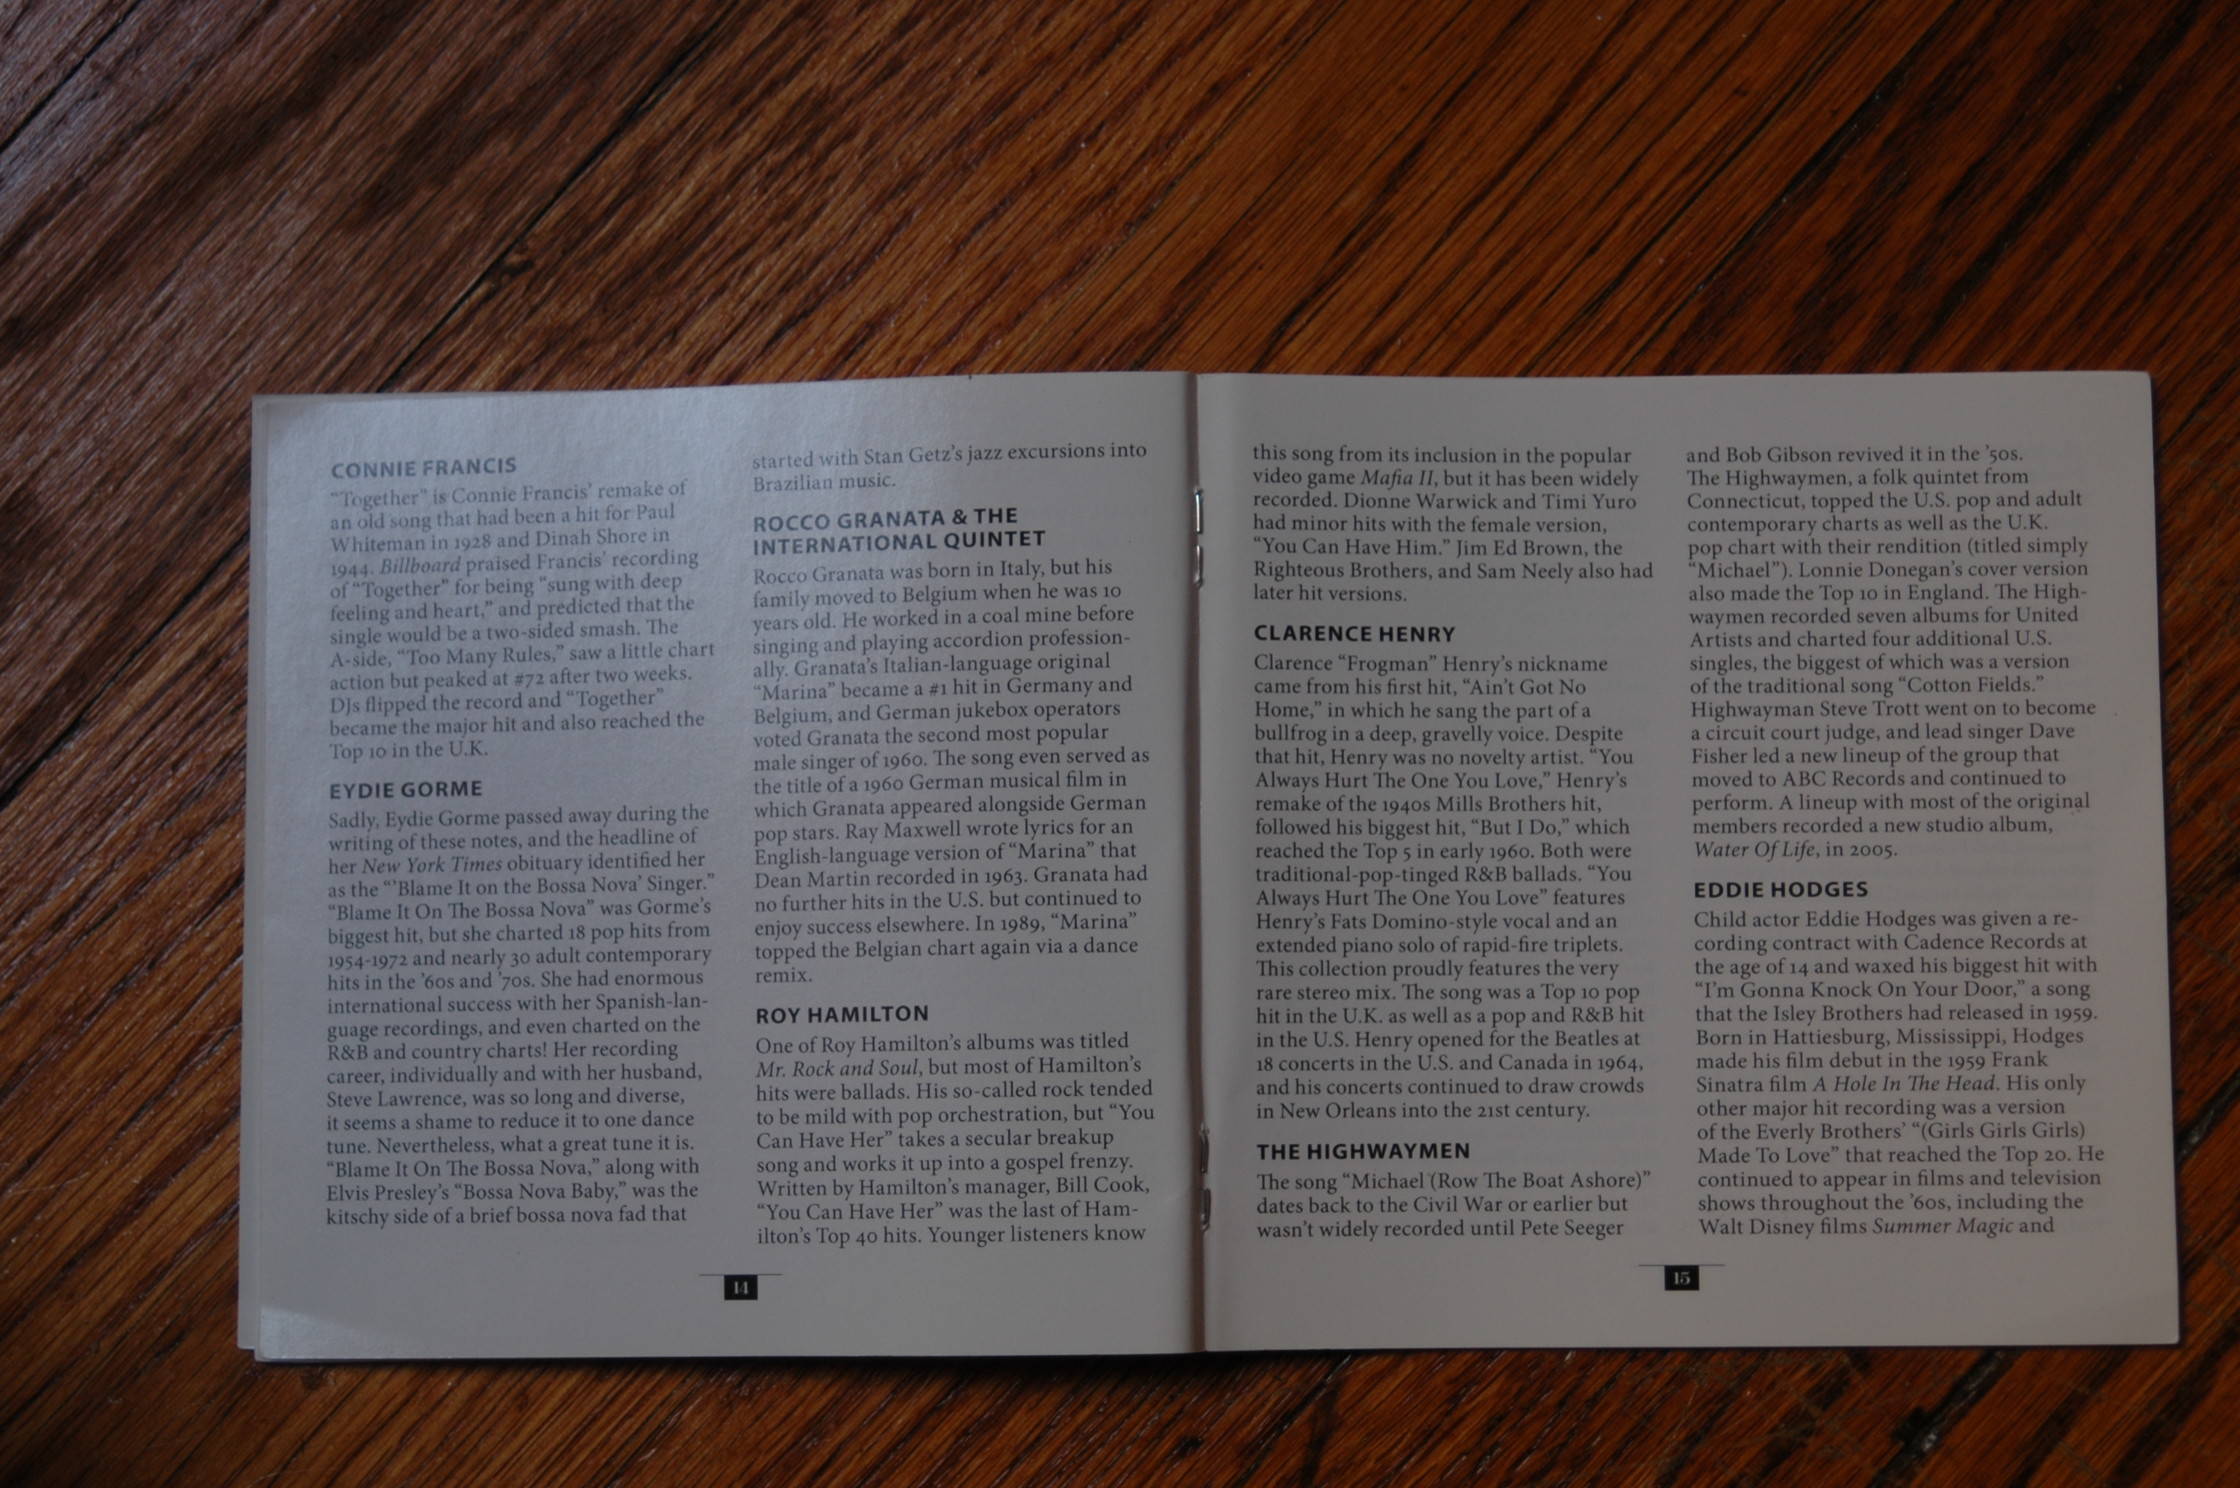 CONNIE FRANCIS
“Together” is Connie Francis’ remake of
an old song that had been a hit for Paul
Whiteman in 1928 and Dinah Shore in
1944. Billboard praised Francis’ recording
of “Together” for being “sung with deep
feeling and heart,” and predicted that the
single would be a two-sided smash. The
A-side, “Too Many Rules,” saw a little chart
action but peaked at #72 after two weeks.
DJs flipped the record and “Together”
became the major hit and also reached the
Top 10 in the U.K.
EYDIE GORME
Sadly, Eydie Gorme passed away during the
writing of these notes, and the headline of
her New York Times obituary identified her
as the “‘Blame It on the Bossa Nova’ Singer.”
“Blame It On The Bossa Nova” was Gorme’s
biggest hit, but she charted 18 pop hits from
1954-1972 and nearly 30 adult contemporary
hits in the ’60s and ’70s. She had enormous
international success with her Spanish-lan-
guage recordings, and even charted on the
R&B and country charts! Her recording
career, individually and with her husband,
Steve Lawrence, was so long and diverse,
it seems a shame to reduce it to one dance
tune. Nevertheless, what a great tune it is.
“Blame It On The Bossa Nova,” along with
Elvis Presley’s “Bossa Nova Baby,” was the
kitschy side of a brief bossa nova fad that
started with Stan Getz’s jazz excursions into
Brazilian music.
ROCCO GRANATA & THE
INTERNATIONAL QUINTET
Rocco Granata was born in Italy, but his
family moved to Belgium when he was 10
years old. He worked in a coal mine before
singing and playing accordion profession-
ally. Granata’s Italian-language original
“Marina” became a #1 hit in Germany and
Belgium, and German jukebox operators
voted Granata the second most popular
male singer of 1960. The song even served as
the title of a 1960 German musical film in
which Granata appeared alongside German
pop stars. Ray Maxwell wrote lyrics for an
English-language version of “Marina” that
Dean Martin recorded in 1963. Granata had
no further hits in the U.S. but continued to
enjoy success elsewhere. In 1989, “Marina”
topped the Belgian chart again via a dance
remix.
ROY HAMILTON
One of Roy Hamilton’s albums was titled
Mr. Rock and Soul, but most of Hamilton’s
hits were ballads. His so-called rock tended
to be mild with pop orchestration, but “You
Can Have Her” takes a secular breakup
song and works it up into a gospel frenzy.
Written by Hamilton’s manager, Bill Cook,
“You Can Have Her” was the last of Ham-
ilton’s Top 40 hits. Younger listeners know
14
this song from its inclusion in the popular
video game Mafia II, but it has been widely
recorded. Dionne Warwick and Timi Yuro
had minor hits with the female version,
“You Can Have Him.” Jim Ed Brown, the
Righteous Brothers, and Sam Neely also had
later hit versions.
CLARENCE HENRY
Clarence “Frogman” Henry’s nickname
came from his first hit, “Ain’t Got No
Home,” in which he sang the part of a
bullfrog in a deep, gravelly voice. Despite
that hit, Henry was no novelty artist. “You
Always Hurt The One You Love,” Henry’s
remake of the 1940s Mills Brothers hit,
followed his biggest hit, “But I Do,” which
reached the Top 5 in early 1960. Both were
traditional-pop-tinged R&B ballads. “You
Always Hurt The One You Love” features
Henry’s Fats Domino-style vocal and an
extended piano solo of rapid-fire triplets.
This collection proudly features the very
rare stereo mix. The song was a Top 10 pop
hit in the U.K. as well as a pop and R&B hit
in the U.S. Henry opened for the Beatles at
18 concerts in the U.S. and Canada in 1964,
and his concerts continued to draw crowds
in New Orleans into the 21st century.
THE HIGHWAYMEN
The song “Michael (Row The Boat Ashore)”
dates back to the Civil War or earlier but
wasn’t widely recorded until Pete Seeger
and Bob Gibson revived it in the ’50s.
The Highwaymen, a folk quintet from
Connecticut, topped the U.S. pop and adult
contemporary charts as well as the U.K.
pop chart with their rendition (titled simply
“Michael”). Lonnie Donegan’s cover version
also made the Top 10 in England. The High-
waymen recorded seven albums for United
Artists and charted four additional U.S.
singles, the biggest of which was a version
of the traditional song “Cotton Fields.”
Highwayman Steve Trott went on to become
a circuit court judge, and lead singer Dave
Fisher led a new lineup of the group that
moved to ABC Records and continued to
perform. A lineup with most of the original
members recorded a new studio album,
Water Of Life, in 2005.
EDDIE HODGES
Child actor Eddie Hodges was given a re-
cording contract with Cadence Records at
the age of 14 and waxed his biggest hit with
“I’m Gonna Knock On Your Door,” a song
that the Isley Brothers had released in 1959.
Born in Hattiesburg, Mississippi, Hodges
made his film debut in the 1959 Frank
Sinatra film A Hole In The Head. His only
other major hit recording was a version
of the Everly Brothers’ “(Girls Girls Girls)
Made To Love” that reached the Top 20. He
continued to appear in films and television
shows throughout the ’60s, including the
Walt Disney films Summer Magic and
15